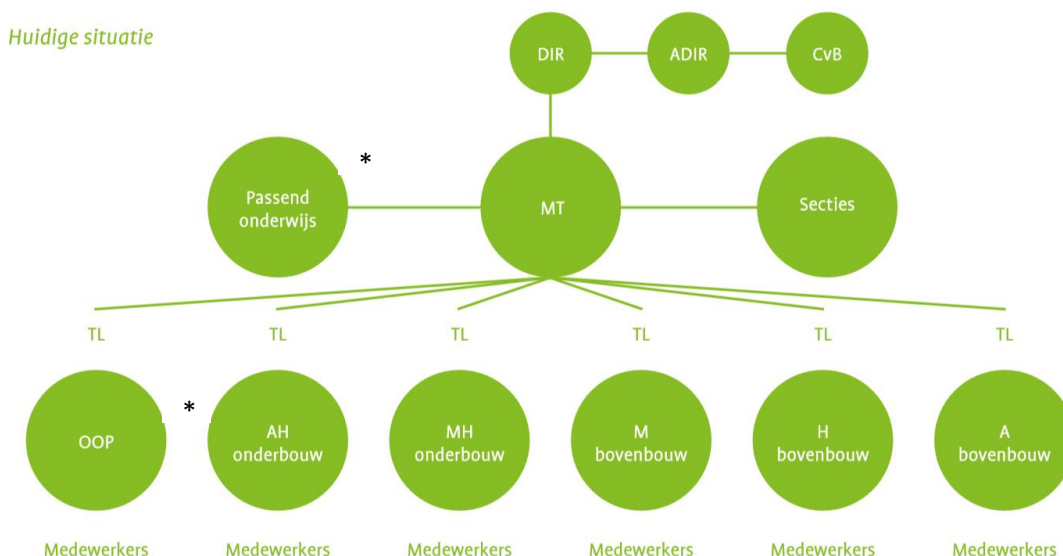 Huidige situatie
DIR
ADIR
CvB
Passend
onderwijs
*
MT
Secties
TL
TL
TL
TL
TL
TL
OOP
*
AH
onderbouw
MH
onderbouw
M
bovenbouw
H
bovenbouw
A
bovenbouw
Medewerkers
Medewerkers
Medewerkers
Medewerkers
Medewerkers
Medewerkers